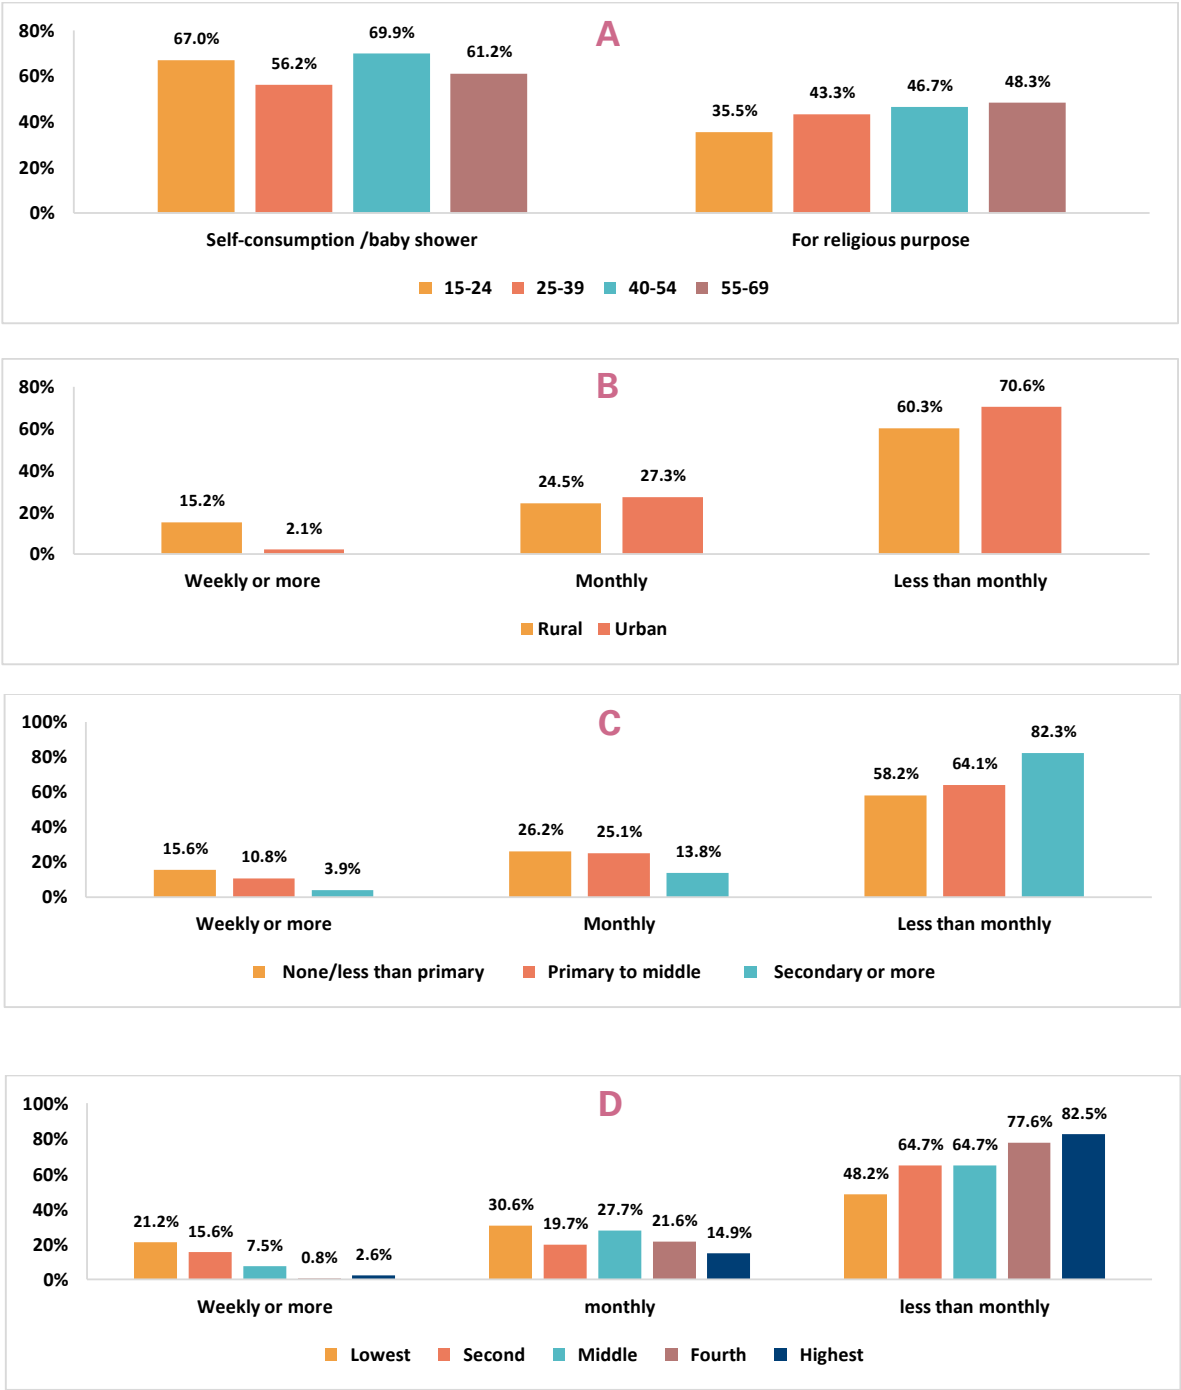 A
80%
67.0% 56.2% 69.9% 61.2%
60%
35.5% 43.3% 46.7% 48.3%
40%
20%
0%
Self-consumption /baby shower For religious purpose
15-24 25-39 40-54 55-69
B
80%
60.3% 70.6%
60%
40%
24.5% 27.3%
20%
15.2% 2.1%
0%
Weekly or more Monthly Less than monthly
Rural Urban
C
100%
82.3%
80%
58.2% 64.1%
60%
40%
26.2% 25.1% 13.8%
20%
15.6% 10.8% 3.9%
0%
Weekly or more Monthly Less than monthly
None/less than primary Primary to middle Secondary or more
D
100%
77.6% 82.5%
80%
48.2% 64.7% 64.7%
60%
40%
30.6% 19.7% 27.7% 21.6% 14.9%
21.2% 15.6% 7.5% 0.8% 2.6%
20%
0%
Weekly or more monthly less than monthly
Lowest Second Middle Fourth Highest